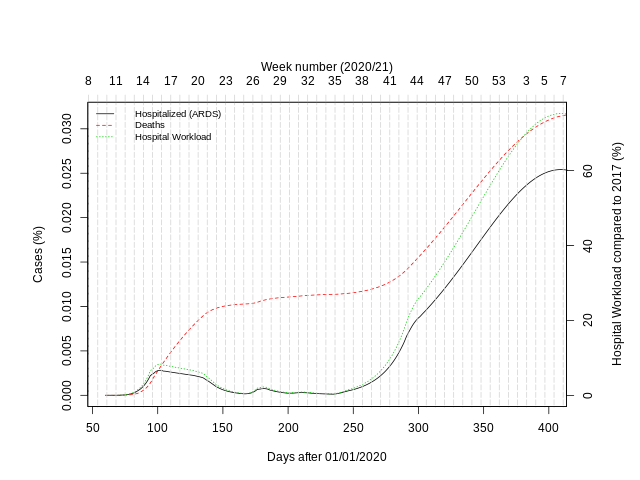 Week number (2020/21)
8 11 14 17 20 23 26 29 32 35 38 41 44 47 50 53 3 5 7
Hospitalized (ARDS)
Deaths
Hospital Workload
Cases (%)
0.000 0.005 0.010 0.015 0.020 0.025 0.030
Hospital Workload compared to 2017 (%)
0 20 40 60
50 100 150 200 250 300 350 400
Days after 01/01/2020